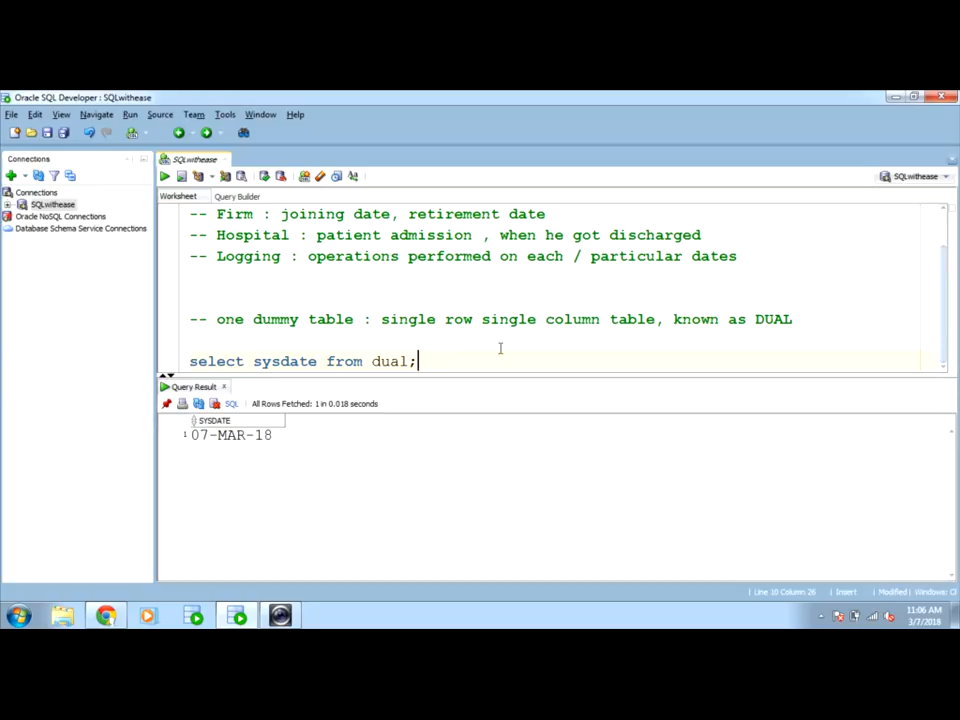 Oracle SQL Developer : SQLwithease
File Edit View Navigate Run Source Team Tools Window Help
Connections
SQLwithease
SQLwithease
Connections
SQLwithease
Oracle NoSQL Connections
Database Schema Service Connections
Worksheet Query Builder
-- Firm : joining date, retirement date
-- Hospital : patient admission , when he got discharged
-- Logging : operations performed on each / particular dates
-- one dummy table : single row single column table, known as DUAL
select sysdate from dual;
Query Result x
SQL All Rows Fetched: 1 in 0.018 seconds
SYSDATE
1 07-MAR-18
Line 10 Column 26 Insert Modified Windows: C
11:06 AM
3/7/2018